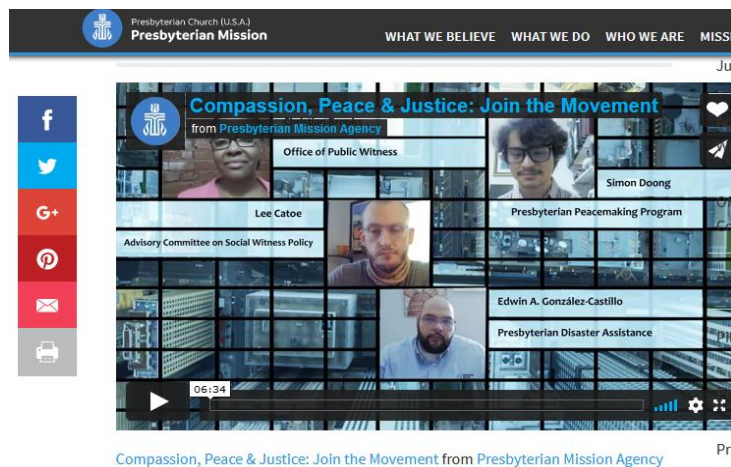 Presbyterian Church (U.S.A.)
Presbyterian Mission
WHAT WE BELIEVE WHAT WE DO WHO WE ARE MISSI
Ju
f
G+
Compassion, Peace & Justice: Join the Movement
from Presbyterian Mission Agency
Office of Public Witness
Simon Doong
Lee Catoe
Presbyterian Peacemaking Program
Advisory Committee on Social Witness Policy
Edwin A. González-Castillo
Presbyterian Disaster Assistance
06:34
Pr
Compassion, Peace & Justice: Join the Movement from Presbyterian Mission Agency